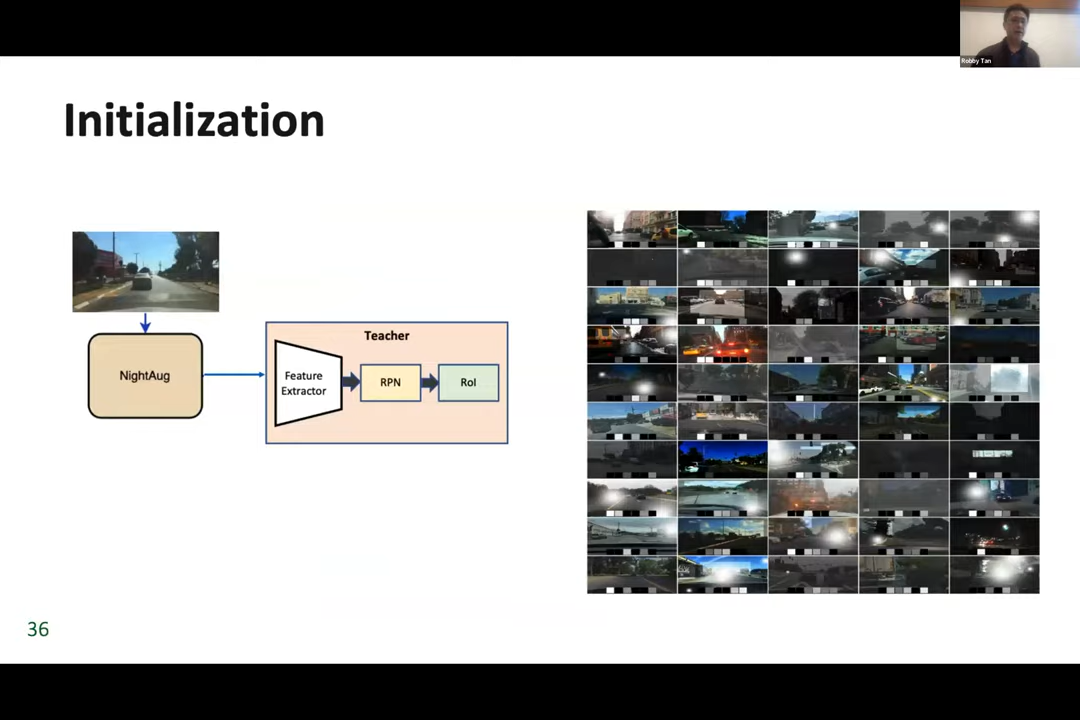 Robby Tan
Initialization
NightAug
Teacher
Feature
Extractor
RPN
RoI
36